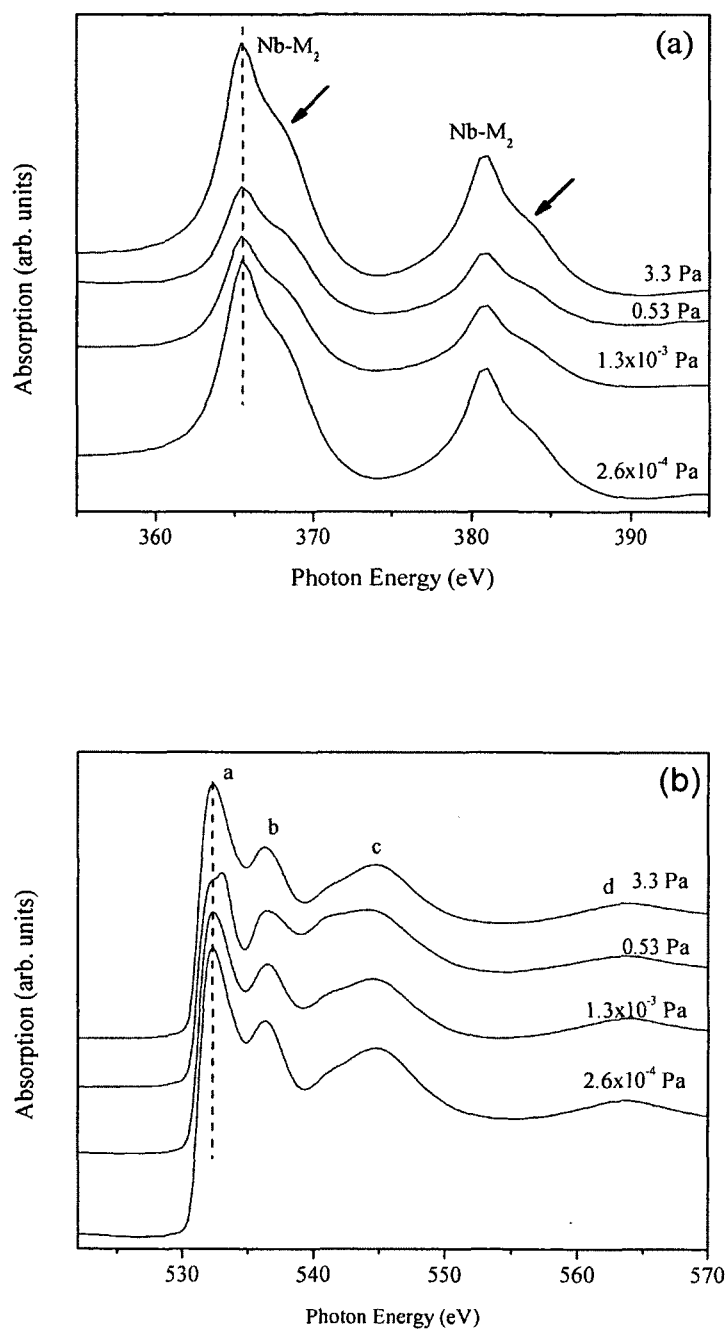 (a)
Nb-M₂
Nb-M₂
3.3 Pa
0.53 Pa
1.3x10⁻³ Pa
2.6x10⁻⁴ Pa
Absorption (arb. units)
360 370 380 390
Photon Energy (eV)
(b)
a
b
c
d
3.3 Pa
0.53 Pa
1.3x10⁻³ Pa
2.6x10⁻⁴ Pa
Absorption (arb. units)
530 540 550 560 570
Photon Energy (eV)